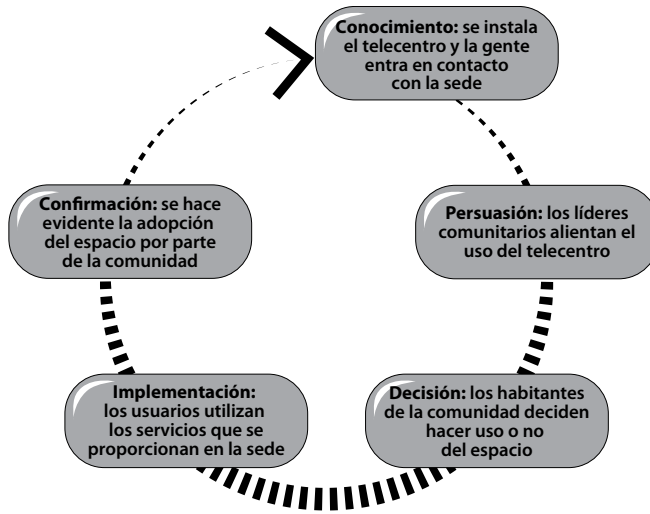 Conocimiento: se instala
el telecentro y la gente
entra en contacto
con la sede
Persuasión: los líderes
comunitarios alientan el
uso del telecentro
Decisión: los habitantes
de la comunidad deciden
hacer uso o no
del espacio
Implementación:
los usuarios utilizan
los servicios que se
proporcionan en la sede
Confirmación: se hace
evidente la adopción
del espacio por parte
de la comunidad